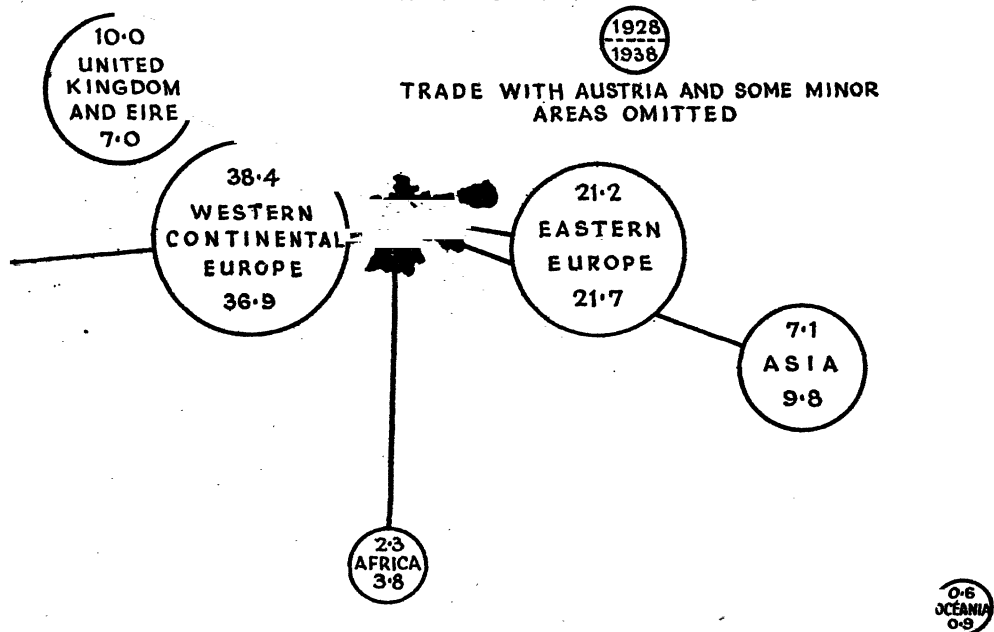 10·0
UNITED
KINGDOM
AND EIRE
7·0
1928
1938
TRADE WITH AUSTRIA AND SOME MINOR
AREAS OMITTED
38·4
WESTERN
CONTINENTAL
EUROPE
36·9
21·2
EASTERN
EUROPE
21·7
7·1
ASIA
9·8
2·3
AFRICA
3·8
0·6
OCÉANIA
0·9